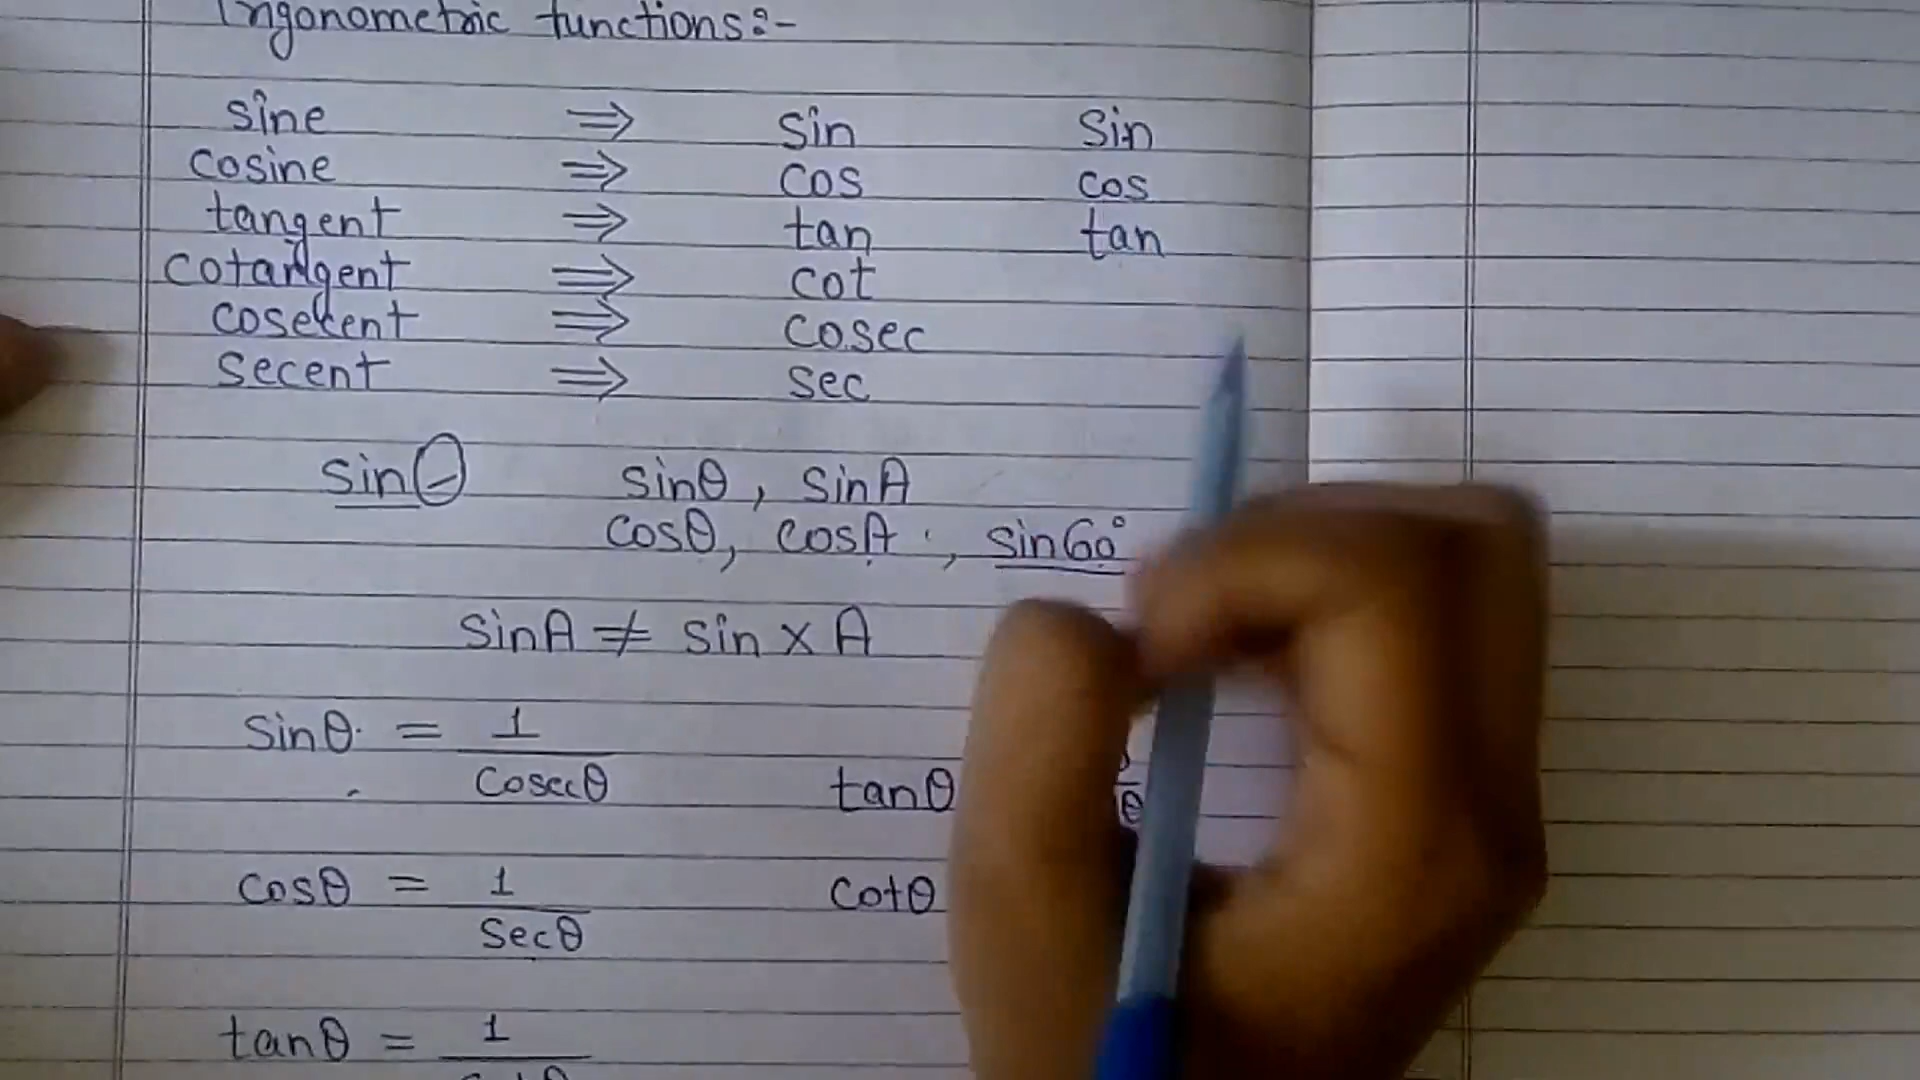 Trigonometric functions:-
sine ⇒ sin sin
cosine ⇒ cos cos
tangent ⇒ tan tan
cotangent ⇒ cot
cosecent ⇒ cosec
secent ⇒ sec
sinθ sinθ, sinA
cosθ, cosA, sin60°
sinA ≠ sin × A
sinθ = 1
cosecθ tanθ θ
cosθ = 1 cotθ
secθ
tanθ = 1